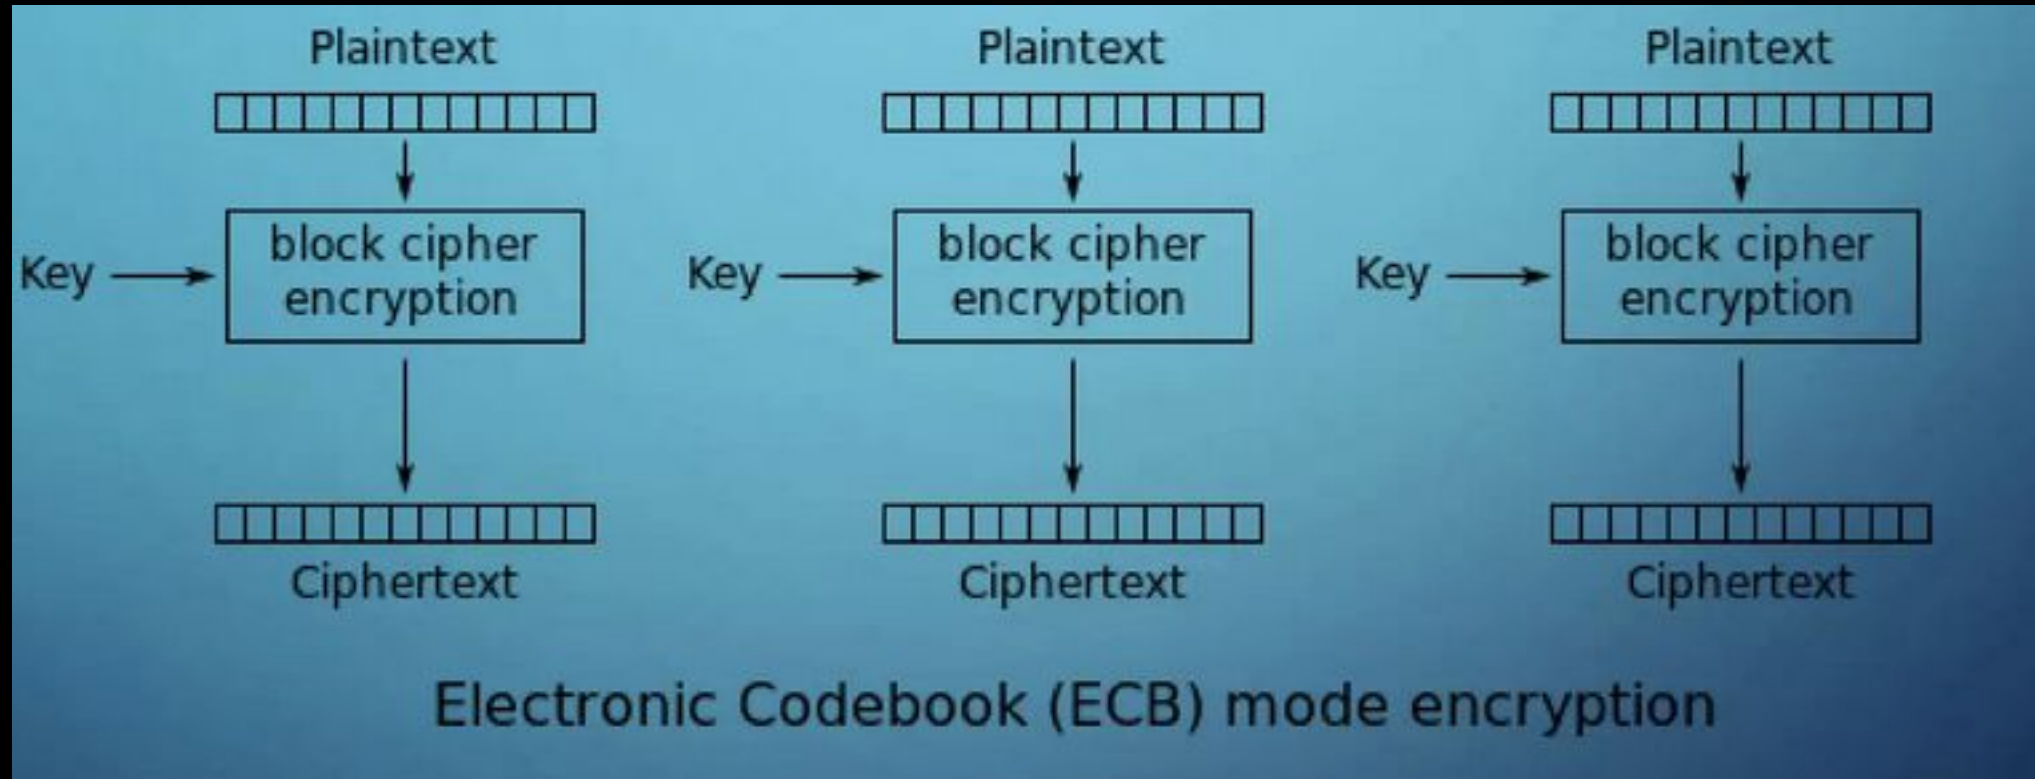 Plaintext
Plaintext
Plaintext
Key
block cipher
encryption
Key
block cipher
encryption
Key
block cipher
encryption
Ciphertext
Ciphertext
Ciphertext
Electronic Codebook (ECB) mode encryption